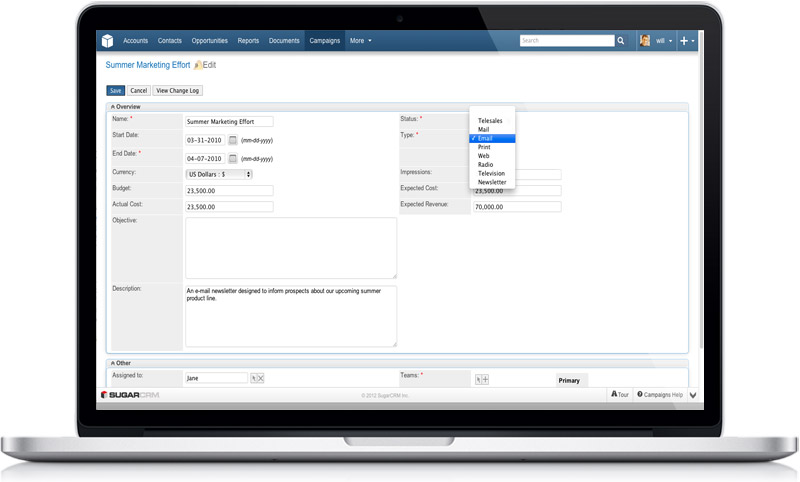 Accounts Contacts Opportunities Reports Documents Campaigns More Search will
Summer Marketing Effort Edit
Save Cancel View Change Log
Overview
Name: * Summer Marketing Effort Status: *
Start Date: 03-31-2010 (mm-dd-yyyy) Type: *
End Date: * 04-07-2010 (mm-dd-yyyy)
Telesales
Mail
✓ Email
Print
Web
Radio
Television
Newsletter
Currency: US Dollars : $ Impressions:
Budget: 23,500.00 Expected Cost: 23,500.00
Actual Cost: 23,500.00 Expected Revenue: 70,000.00
Objective:
Description: An e-mail newsletter designed to inform prospects about our upcoming summer
product line.
Other
Assigned to: Jane Teams: * Primary
SUGARCRM © 2012 SugarCRM Inc. Tour Campaigns Help